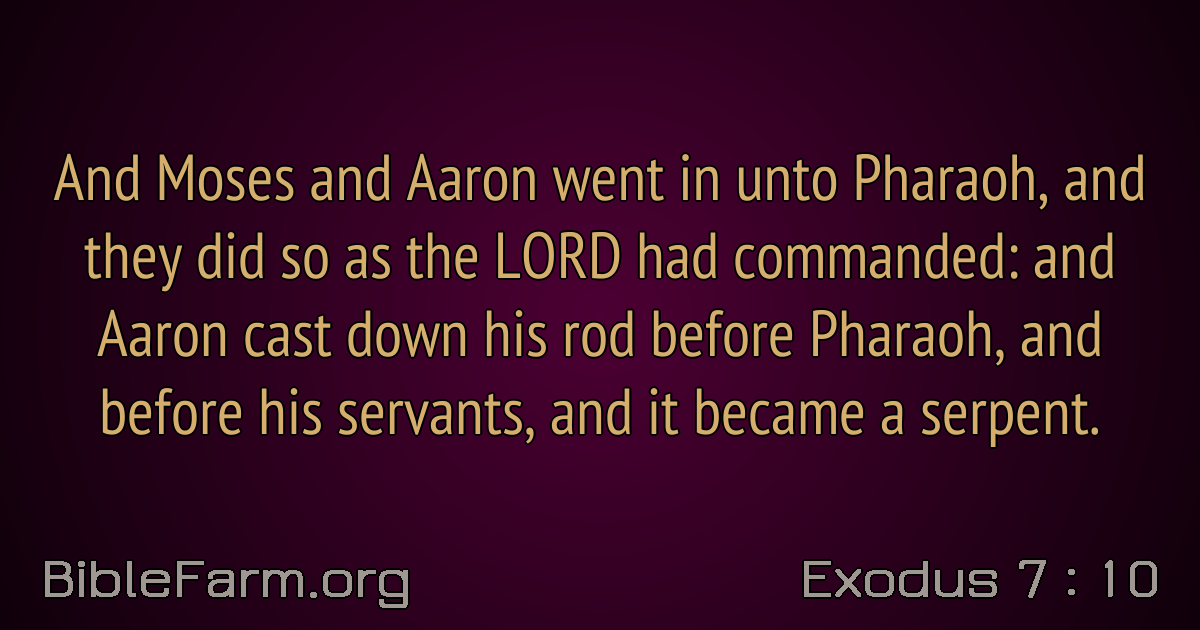 And Moses and Aaron went in unto Pharaoh, and
they did so as the LORD had commanded: and
Aaron cast down his rod before Pharaoh, and
before his servants, and it became a serpent.
BibleFarm.org
Exodus 7 : 10